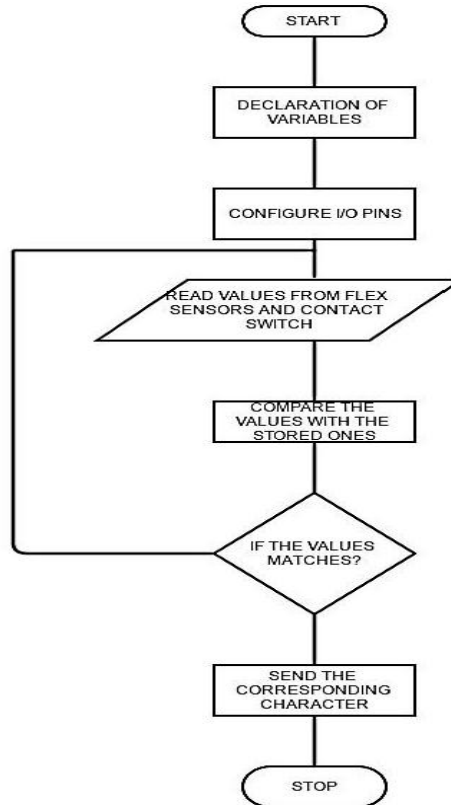 START
DECLARATION OF
VARIABLES
CONFIGURE I/O PINS
READ VALUES FROM FLEX
SENSORS AND CONTACT
SWITCH
COMPARE THE
VALUES WITH THE
STORED ONES
IF THE VALUES
MATCHES?
SEND THE
CORRESPONDING
CHARACTER
STOP